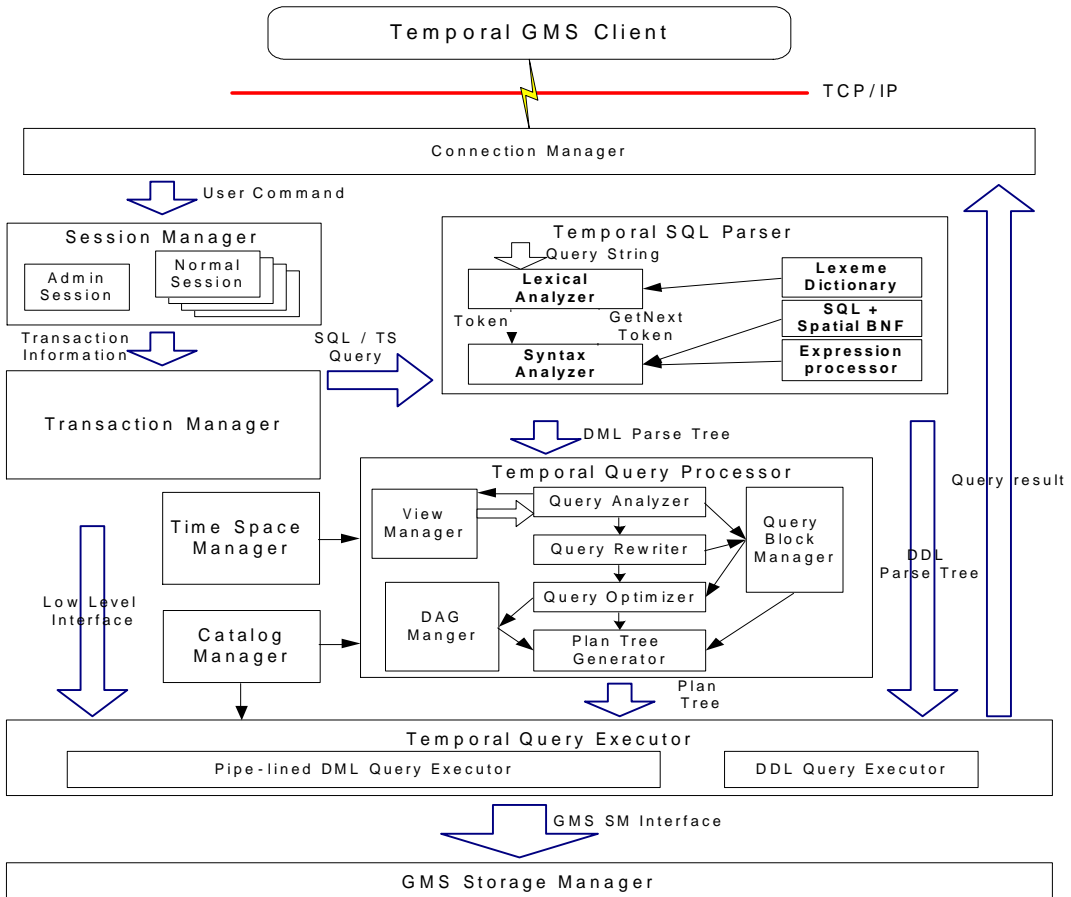 Temporal GMS Client
TCP/IP
Connection Manager
User Command
Session Manager
Admin
Session
Normal
Session
Transaction
Information
SQL / TS
Query
Transaction Manager
Temporal SQL Parser
Query String
Lexical
Analyzer
Token
GetNext
Token
Syntax
Analyzer
Lexeme
Dictionary
SQL +
Spatial BNF
Expression
processor
DML Parse Tree
Temporal Query Processor
View
Manager
Query Analyzer
Query Rewriter
Query Optimizer
Plan Tree
Generator
Query
Block
Manager
DAG
Manger
Time Space
Manager
Catalog
Manager
Low Level
Interface
Plan
Tree
DDL
Parse Tree
Query result
Temporal Query Executor
Pipe-lined DML Query Executor
DDL Query Executor
GMS SM Interface
GMS Storage Manager